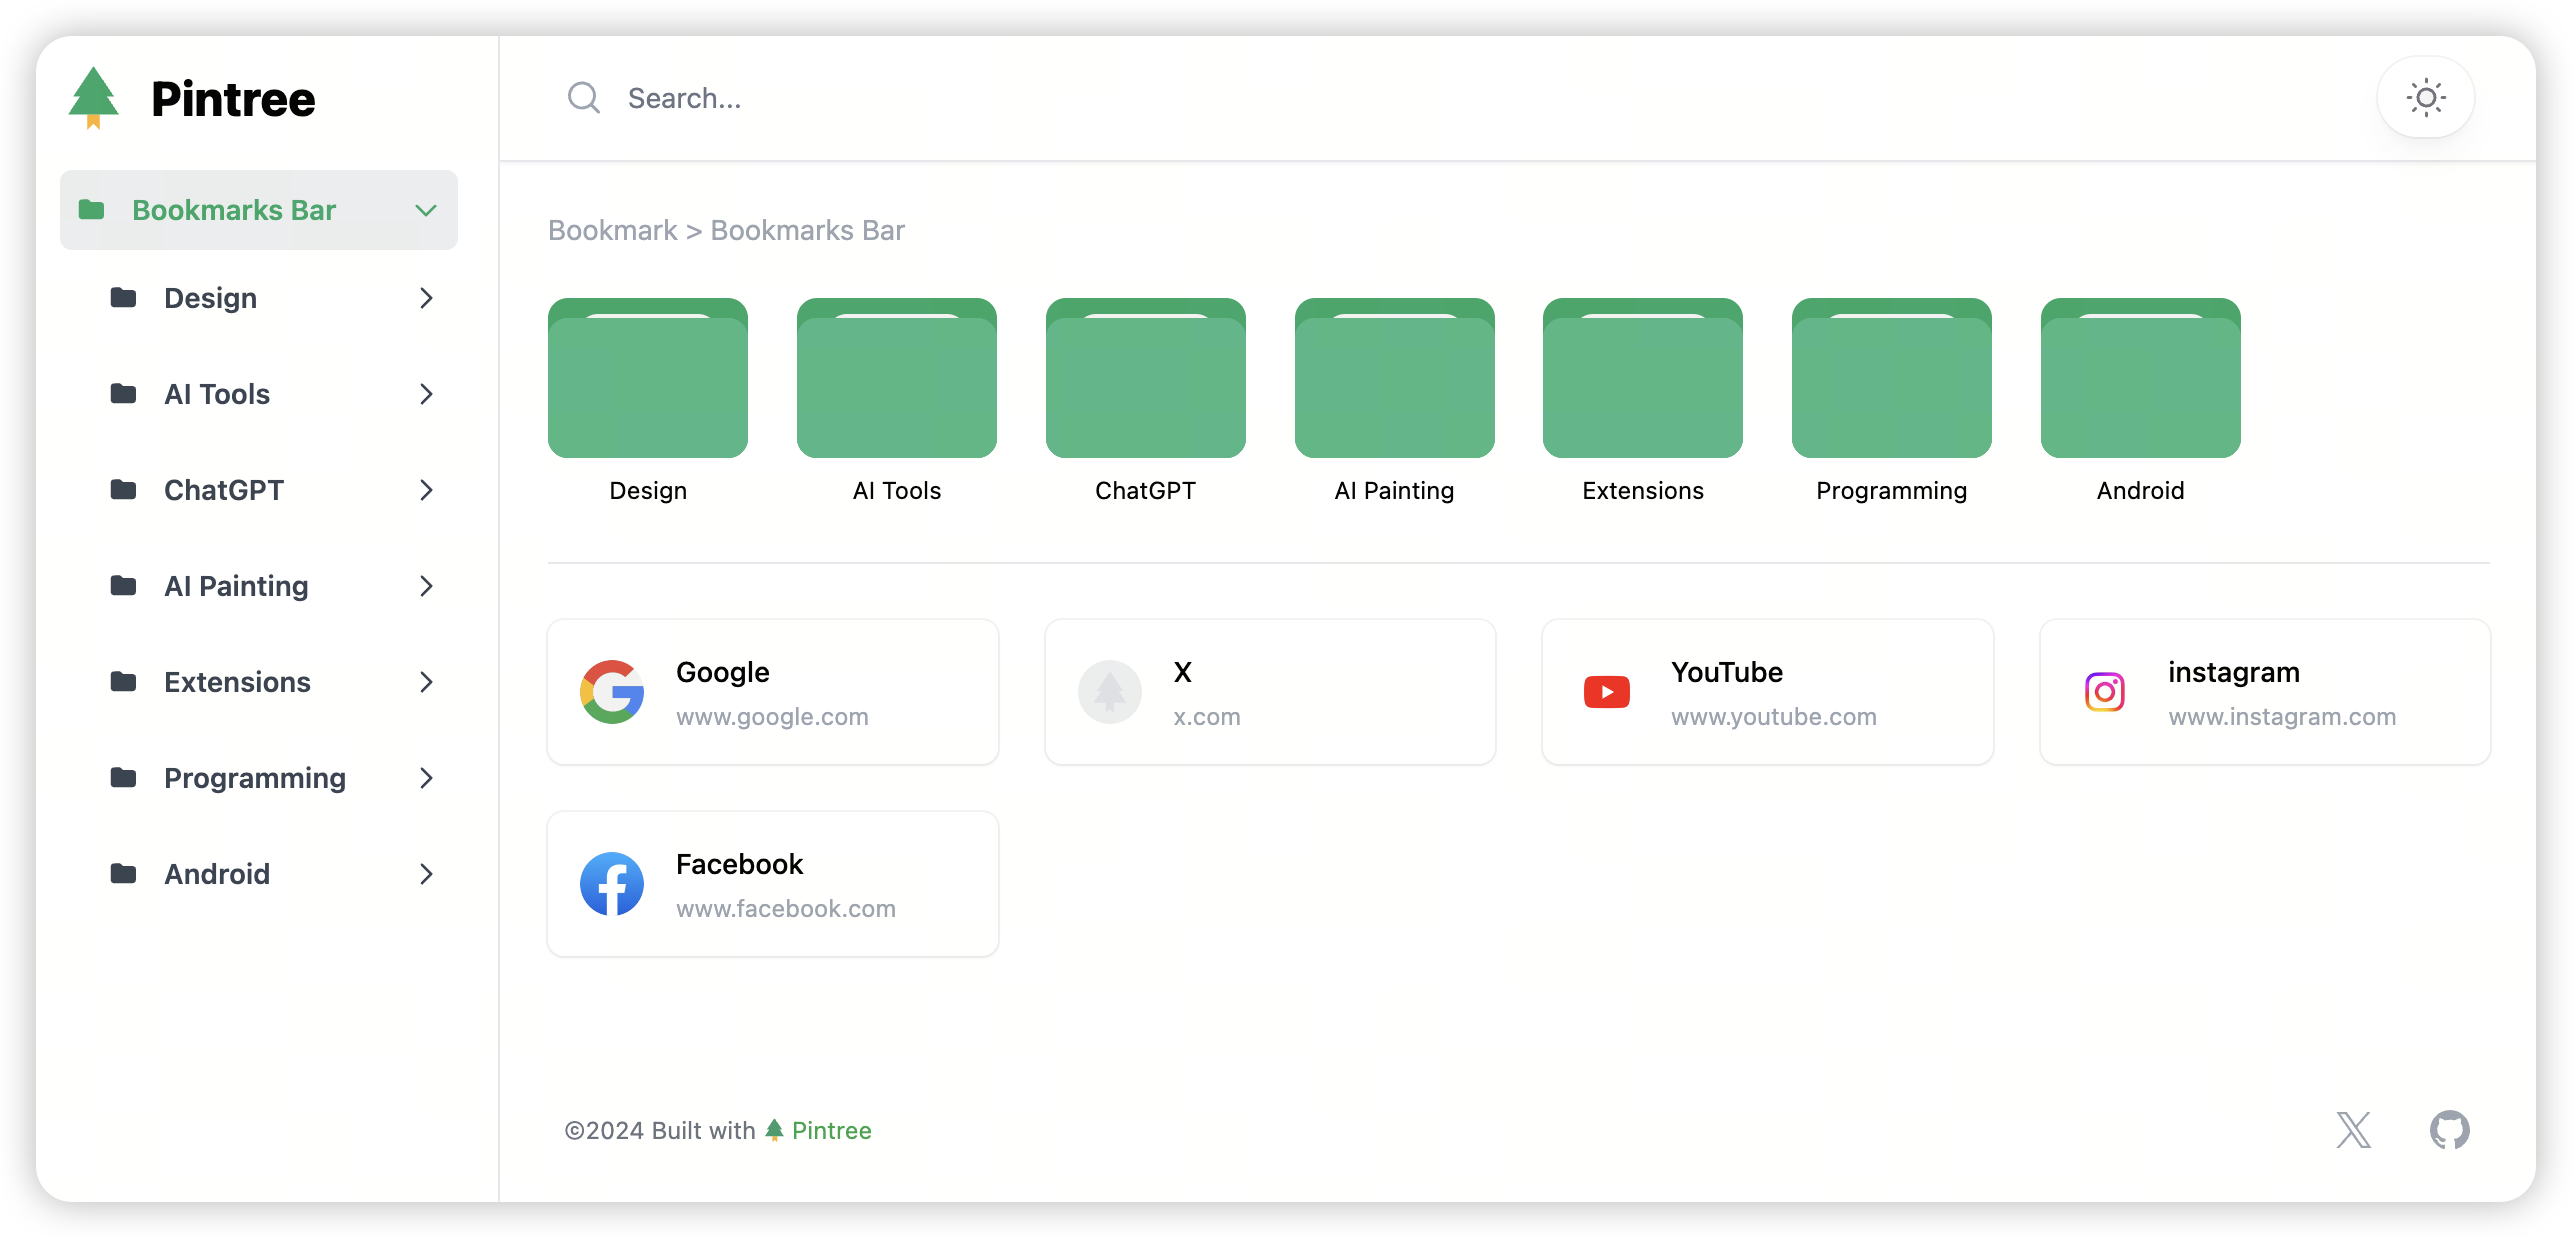 Pintree
Bookmarks Bar
Design
AI Tools
ChatGPT
AI Painting
Extensions
Programming
Android
Search...
Bookmark > Bookmarks Bar
Design
AI Tools
ChatGPT
AI Painting
Extensions
Programming
Android
Google
www.google.com
X
x.com
YouTube
www.youtube.com
instagram
www.instagram.com
Facebook
www.facebook.com
©2024 Built with Pintree